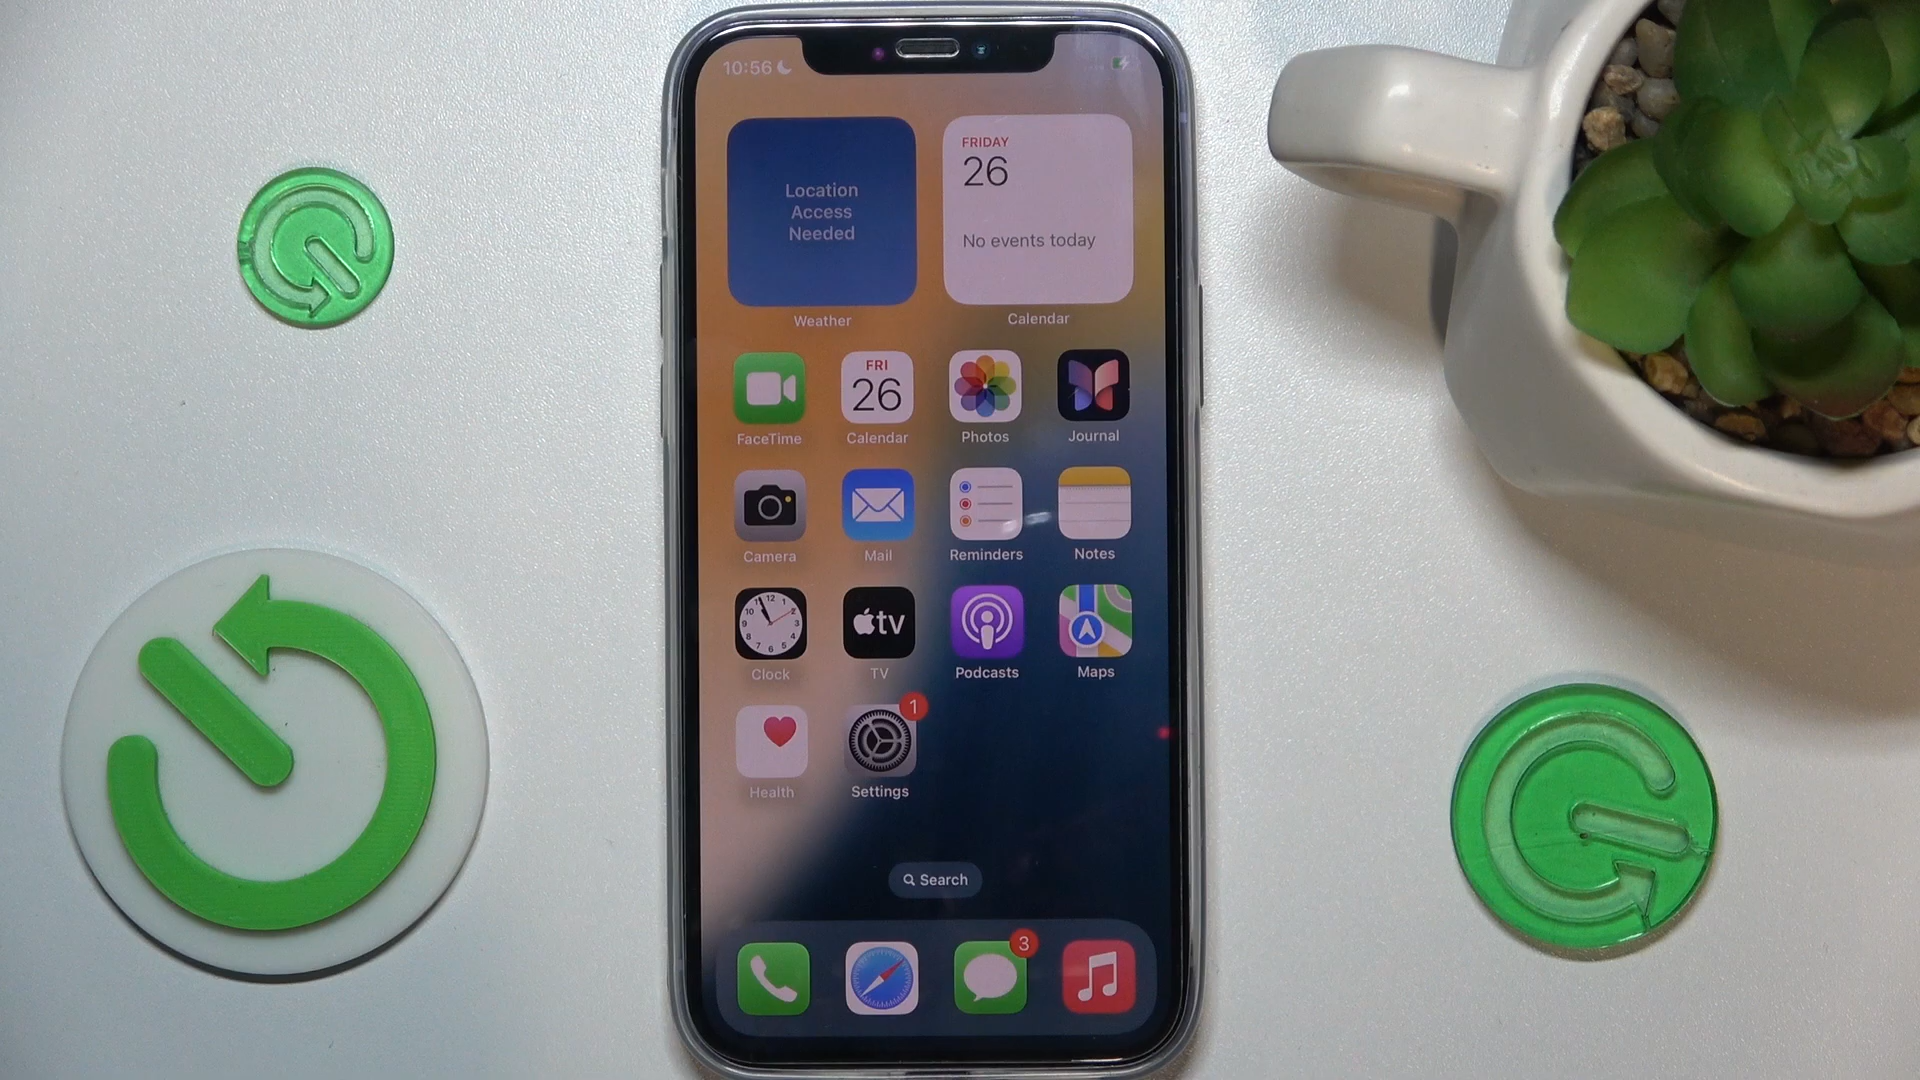 10:56
Location
Access
Needed
Weather
FRIDAY
26
No events today
Calendar
FaceTime
FRI
26
Calendar
Photos
Journal
Camera
Mail
Reminders
Notes
Clock
tv
TV
Podcasts
Maps
Health
1
Settings
Search
3